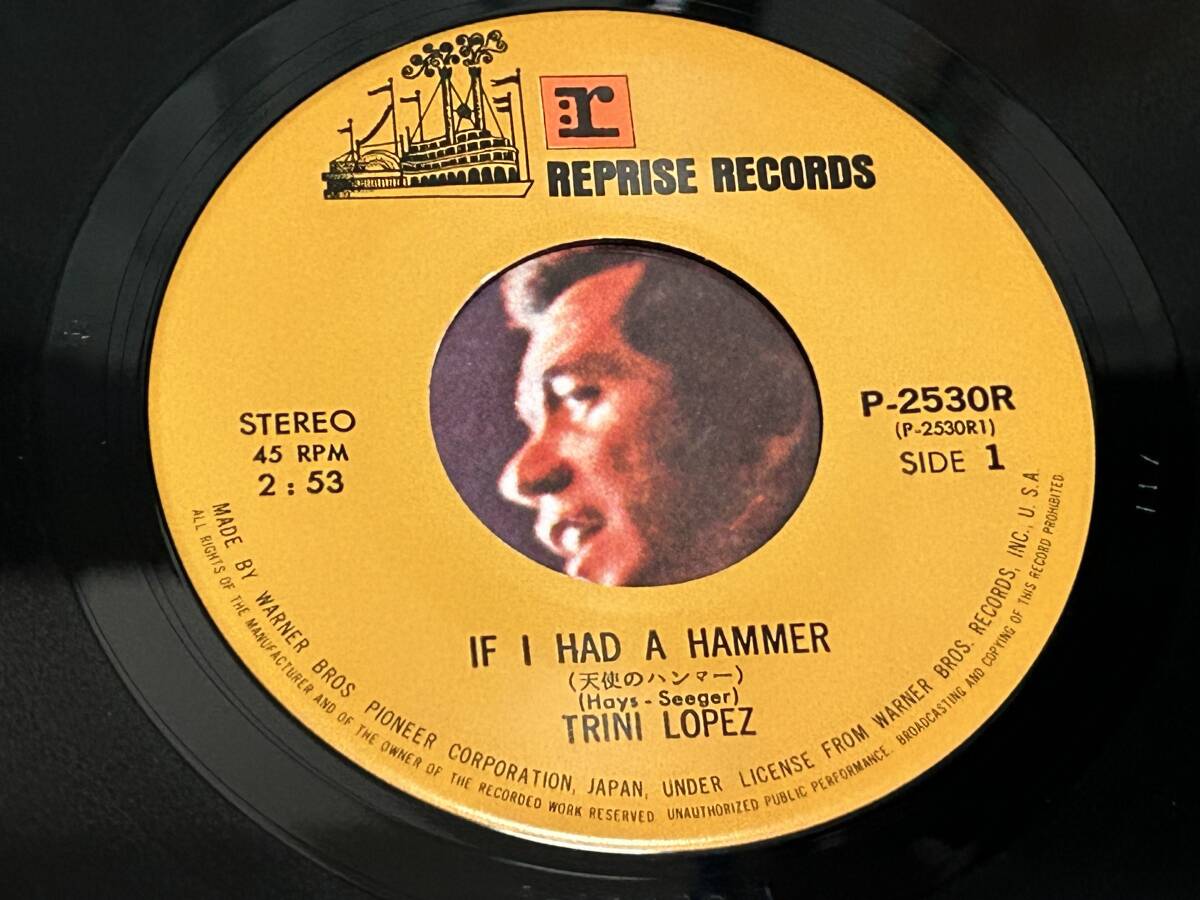 r
REPRISE RECORDS
STEREO
45 RPM
2:53
P-2530R
(P-2530R1)
SIDE 1
IF I HAD A HAMMER
(天使のハンマー)
(Hays-Seeger)
TRINI LOPEZ
MADE BY WARNER BROS. PIONEER CORPORATION, JAPAN, UNDER LICENSE FROM WARNER BROS. RECORDS, INC., U.S.A.
ALL RIGHTS OF THE MANUFACTURER AND OF THE OWNER OF THE RECORDED WORK RESERVED. UNAUTHORIZED PUBLIC PERFORMANCE. BROADCASTING AND COPYING OF THIS RECORD PROHIBITED.